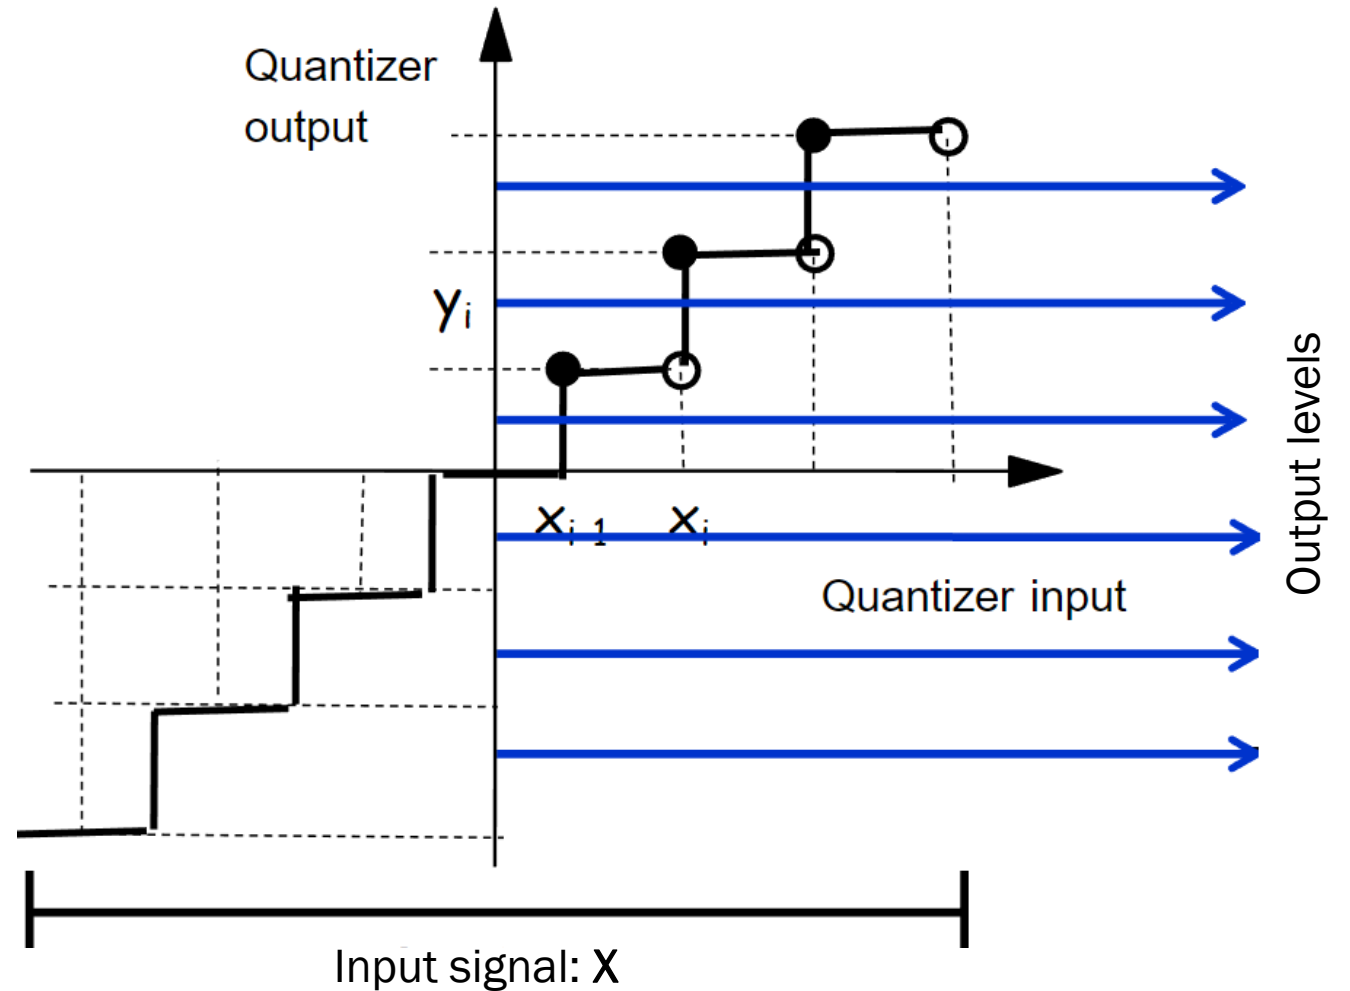 Quantizer
output
yᵢ
xᵢ₋₁
xᵢ
Quantizer input
Output levels
Input signal: X